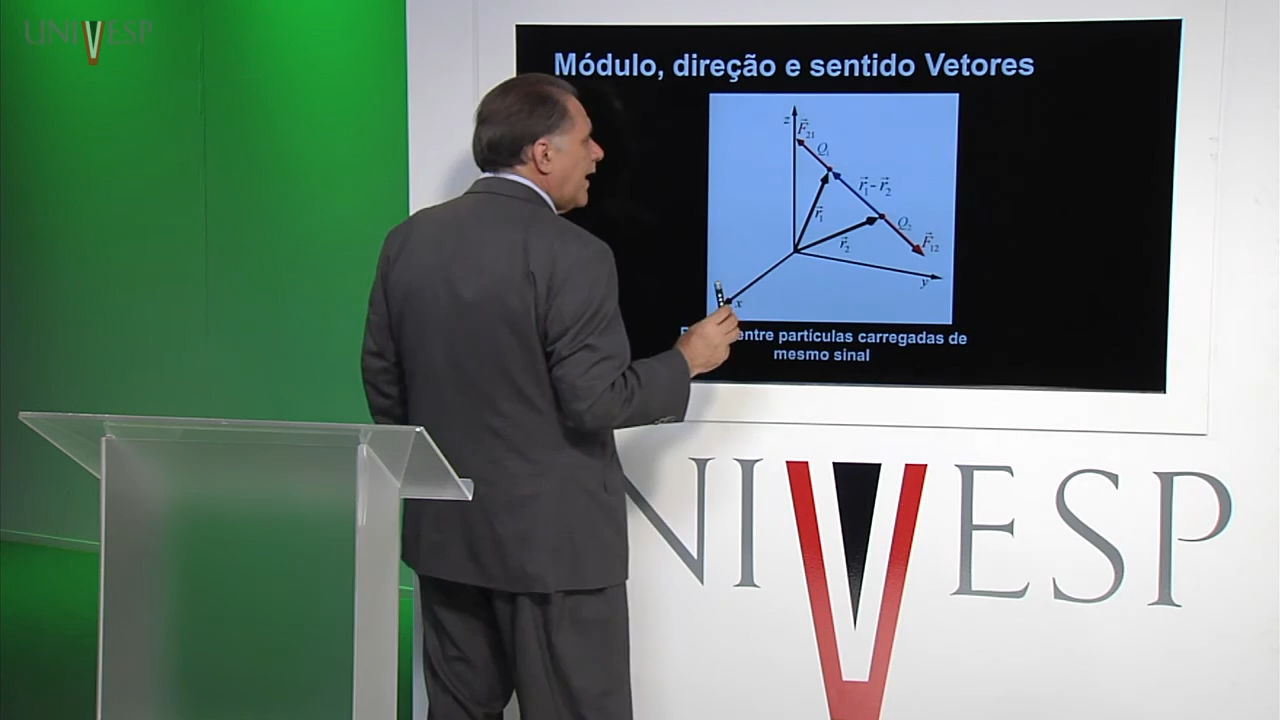 UNIVESP
Módulo, direção e sentido Vetores
z
F21
Q1
r1 - r2
r1
Q2
r2
F12
y
x
entre partículas carregadas de
mesmo sinal
NIVESP